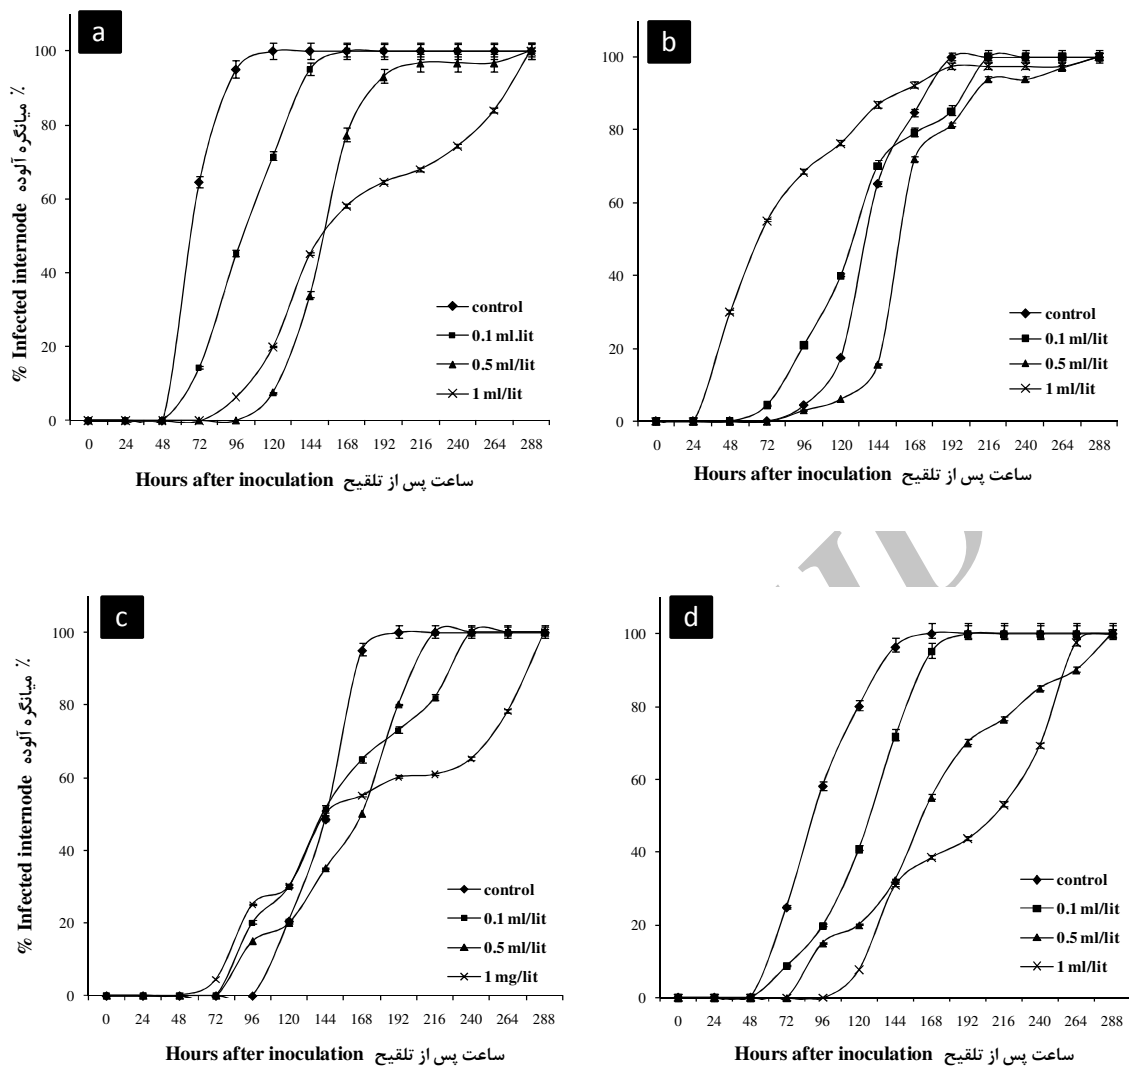 a
٪ میانگره آلوده % Infected internode
100
80
60
40
20
0
0 24 48 72 96 120 144 168 192 216 240 264 288
control
0.1 ml.lit
0.5 ml/lit
1 ml/lit
Hours after inoculation ساعت پس از تلقیح
b
100
80
60
40
20
0
0 24 48 72 96 120 144 168 192 216 240 264 288
control
0.1 ml/lit
0.5 ml/lit
1 ml/lit
Hours after inoculation ساعت پس از تلقیح
c
٪ میانگره آلوده % Infected internode
100
80
60
40
20
0
0 24 48 72 96 120 144 168 192 216 240 264 288
control
0.1 ml/lit
0.5 ml/lit
1 mg/lit
Hours after inoculation ساعت پس از تلقیح
d
100
80
60
40
20
0
0 24 48 72 96 120 144 168 192 216 240 264 288
control
0.1 ml/lit
0.5 ml/lit
1 ml/lit
Hours after inoculation ساعت پس از تلقیح